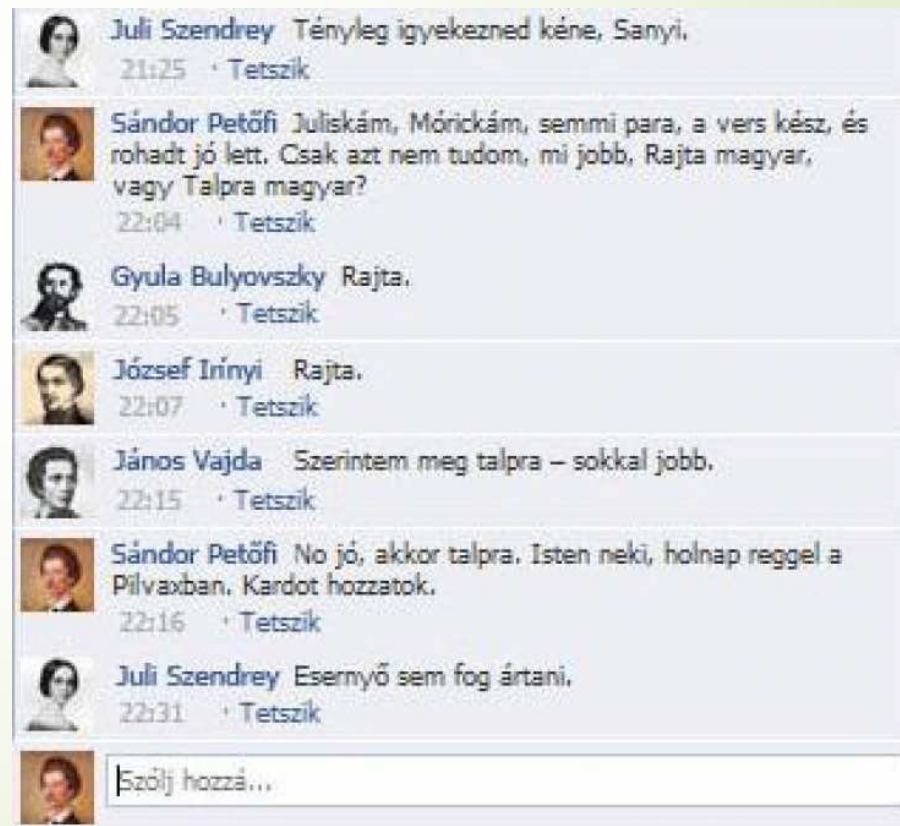 Juli Szendrey Tényleg igyekezned kéne, Sanyi.
21:25 · Tetszik
Sándor Petőfi Juliskám, Mórickám, semmi para, a vers kész, és
rohadt jó lett. Csak azt nem tudom, mi jobb, Rajta magyar,
vagy Talpra magyar?
22:04 · Tetszik
Gyula Bulyovszky Rajta.
22:05 · Tetszik
József Irínyi Rajta.
22:07 · Tetszik
János Vajda Szerintem meg talpra – sokkal jobb.
22:15 · Tetszik
Sándor Petőfi No jó, akkor talpra. Isten neki, holnap reggel a
Pilvaxban. Kardot hozzatok.
22:16 · Tetszik
Juli Szendrey Esernyő sem fog ártani.
22:31 · Tetszik
Szólj hozzá...